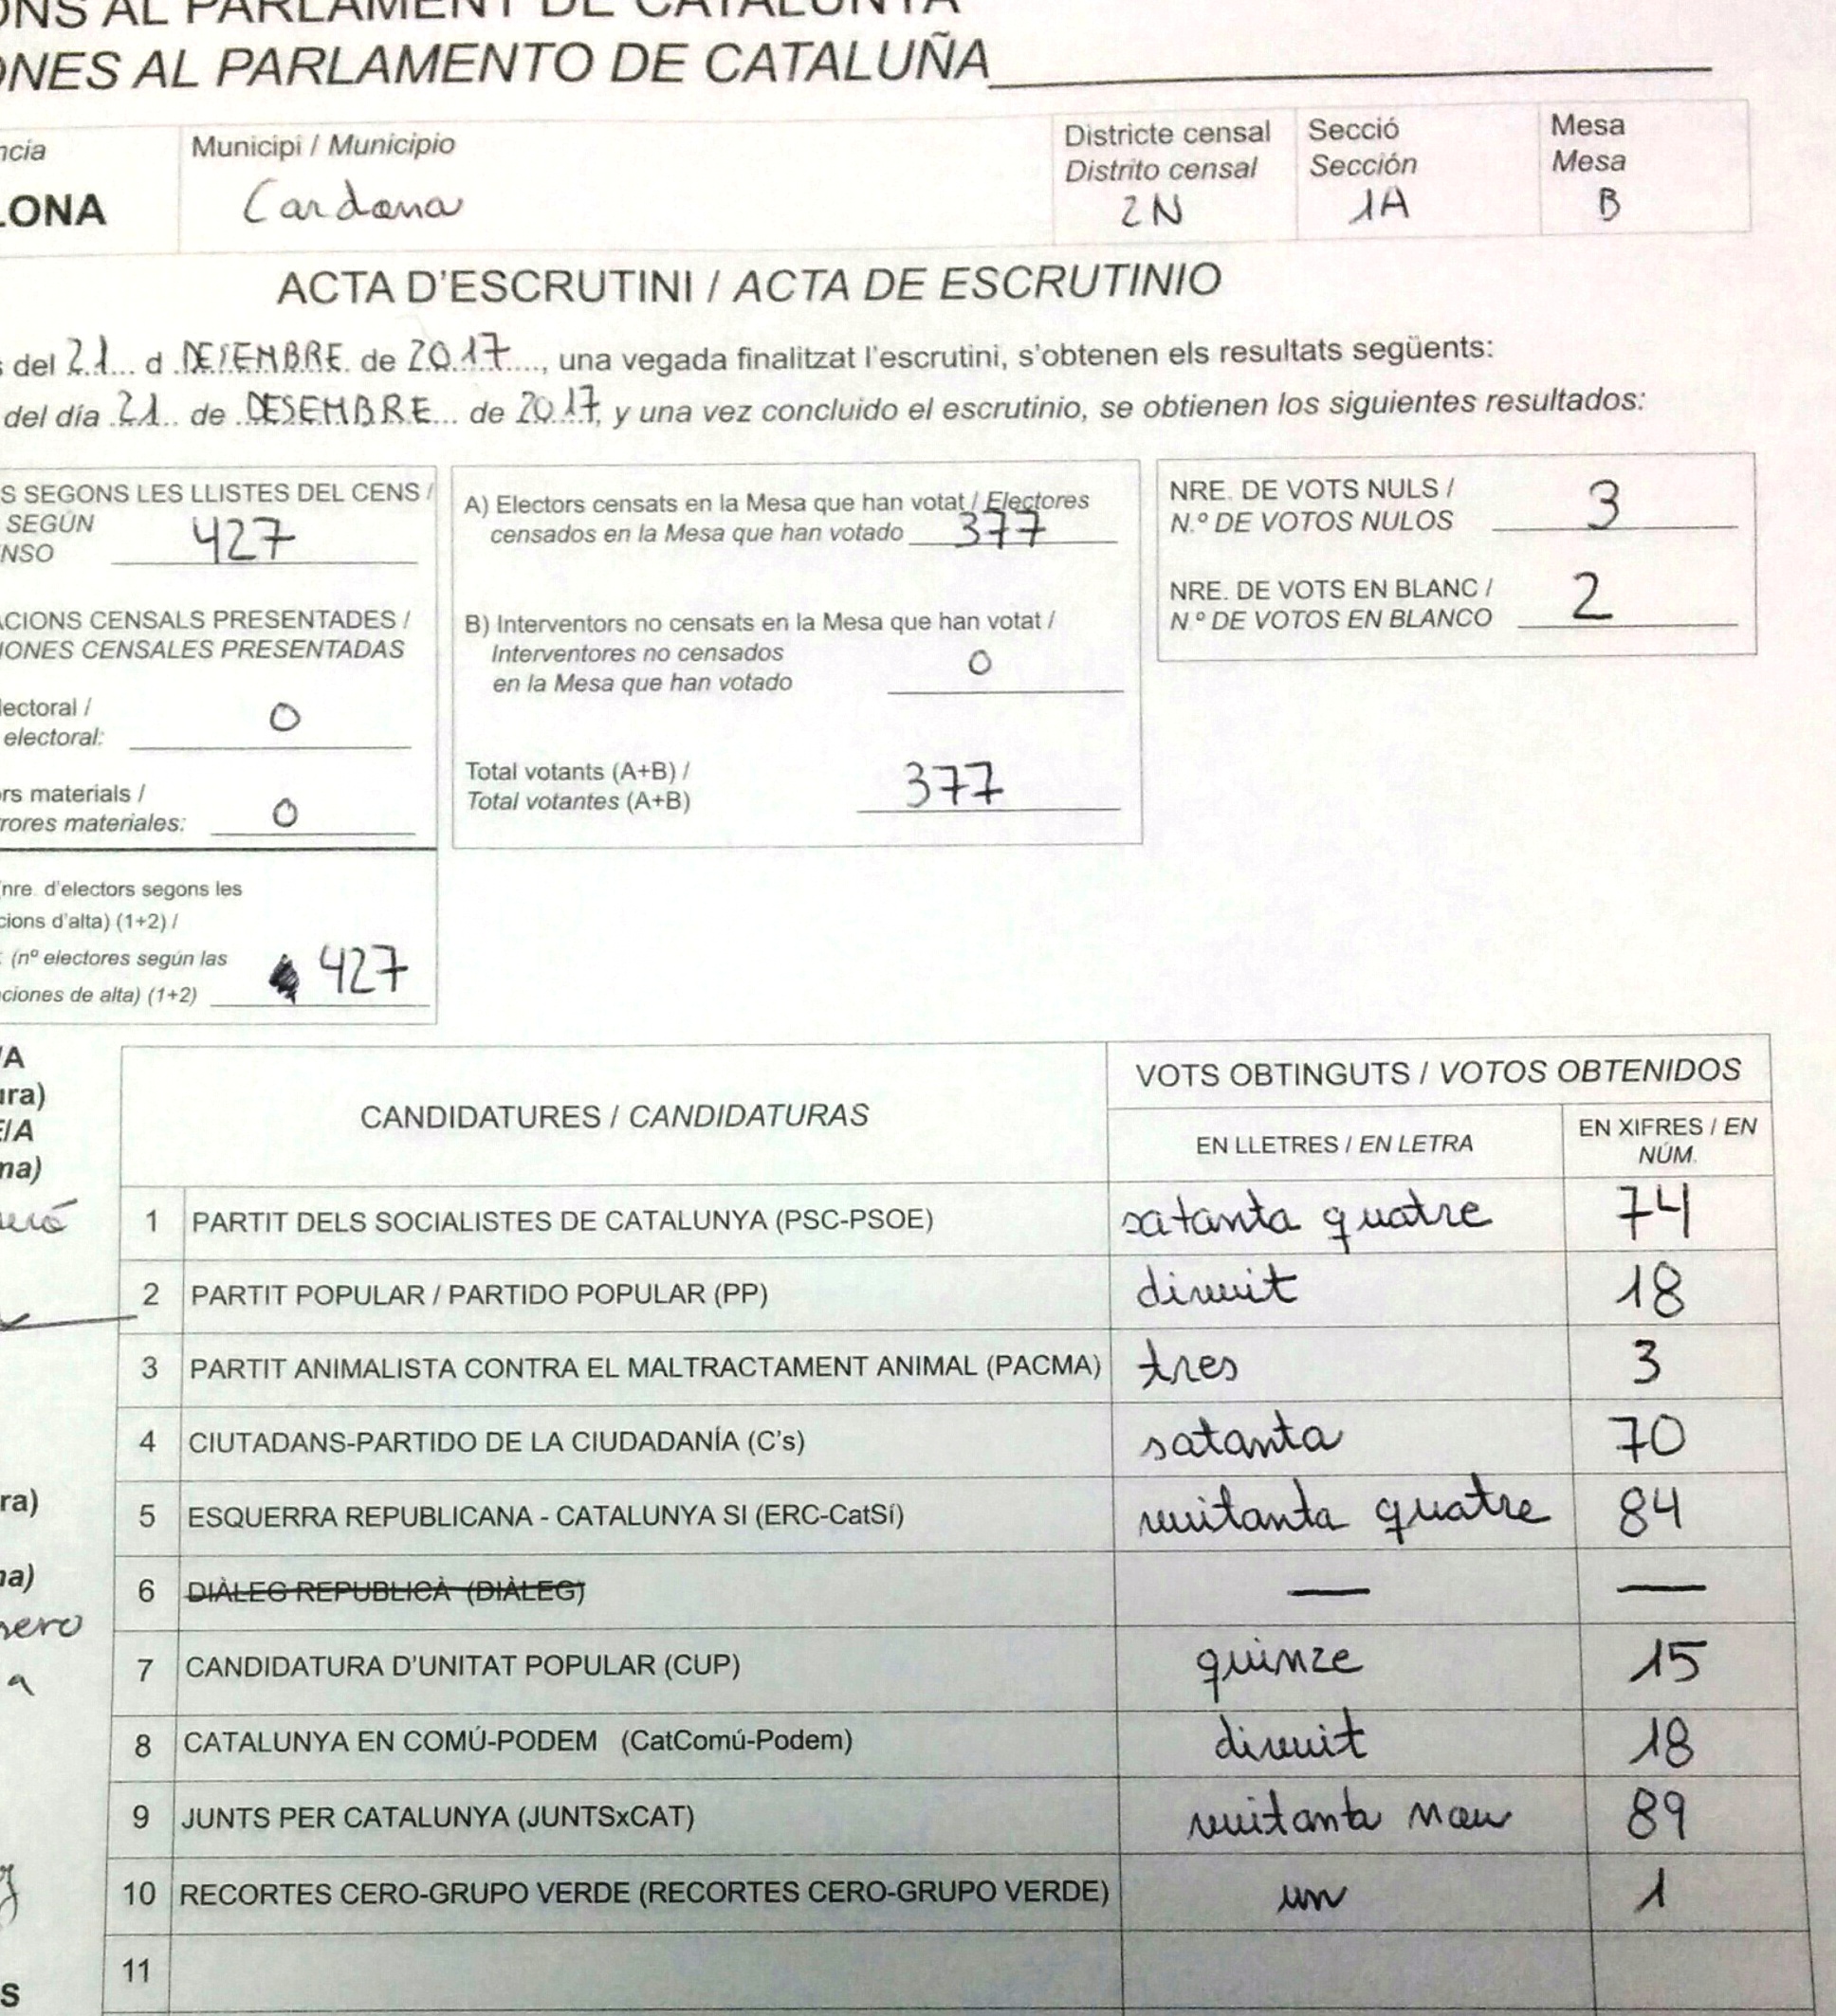 ONS AL PARLAMENT DE CATALUNYA
ONES AL PARLAMENTO DE CATALUÑA
ncia
LONA
Municipi / Municipio
Cardona
Districte censal
Distrito censal
2N
Secció
Sección
1A
Mesa
Mesa
B
ACTA D'ESCRUTINI / ACTA DE ESCRUTINIO
s del 21 d DESEMBRE de 2017, una vegada finalitzat l'escrutini, s'obtenen els resultats següents:
del día 21 de DESEMBRE de 2017, y una vez concluido el escrutinio, se obtienen los siguientes resultados:
S SEGONS LES LLISTES DEL CENS /
SEGÚN
NSO 427
ACIONS CENSALS PRESENTADES /
IONES CENSALES PRESENTADAS
lectoral /
electoral: 0
rs materials /
rores materiales: 0
(nre. d'electors segons les
cions d'alta) (1+2) /
(nº electores según las
ciones de alta) (1+2) 427
A) Electors censats en la Mesa que han votat / Electores
censados en la Mesa que han votado 377
B) Interventors no censats en la Mesa que han votat /
Interventores no censados
en la Mesa que han votado 0
Total votants (A+B) /
Total votantes (A+B) 377
NRE. DE VOTS NULS /
N.º DE VOTOS NULOS 3
NRE. DE VOTS EN BLANC /
N.º DE VOTOS EN BLANCO 2
/A
ura)
E/A
na)
ra)
na)
nero
a
S
CANDIDATURES / CANDIDATURAS
VOTS OBTINGUTS / VOTOS OBTENIDOS
EN LLETRES / EN LETRA
EN XIFRES / EN
NÚM.
1 PARTIT DELS SOCIALISTES DE CATALUNYA (PSC-PSOE) satanta quatre 74
2 PARTIT POPULAR / PARTIDO POPULAR (PP) divuit 18
3 PARTIT ANIMALISTA CONTRA EL MALTRACTAMENT ANIMAL (PACMA) tres 3
4 CIUTADANS-PARTIDO DE LA CIUDADANÍA (C's) satanta 70
5 ESQUERRA REPUBLICANA - CATALUNYA SI (ERC-CatSí) vuitanta quatre 84
6 DIÀLEG REPUBLICÀ (DIÀLEG) — —
7 CANDIDATURA D'UNITAT POPULAR (CUP) quinze 15
8 CATALUNYA EN COMÚ-PODEM (CatComú-Podem) divuit 18
9 JUNTS PER CATALUNYA (JUNTSxCAT) vuitanta nou 89
10 RECORTES CERO-GRUPO VERDE (RECORTES CERO-GRUPO VERDE) un 1
11